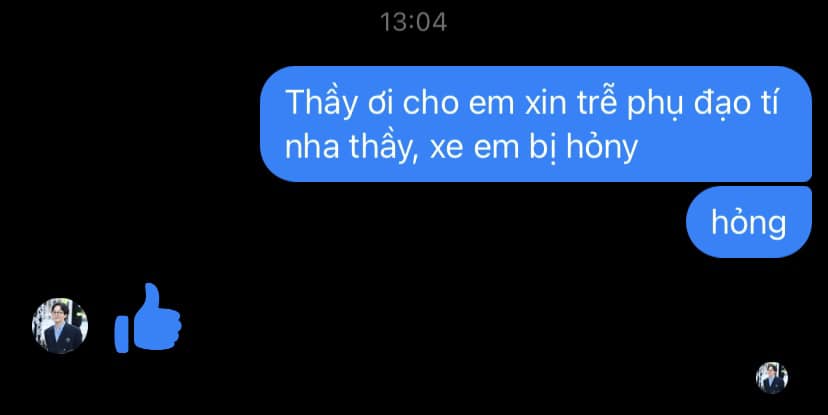 13:04
Thầy ơi cho em xin trễ phụ đạo tí
nha thầy, xe em bị hỏny
hỏng